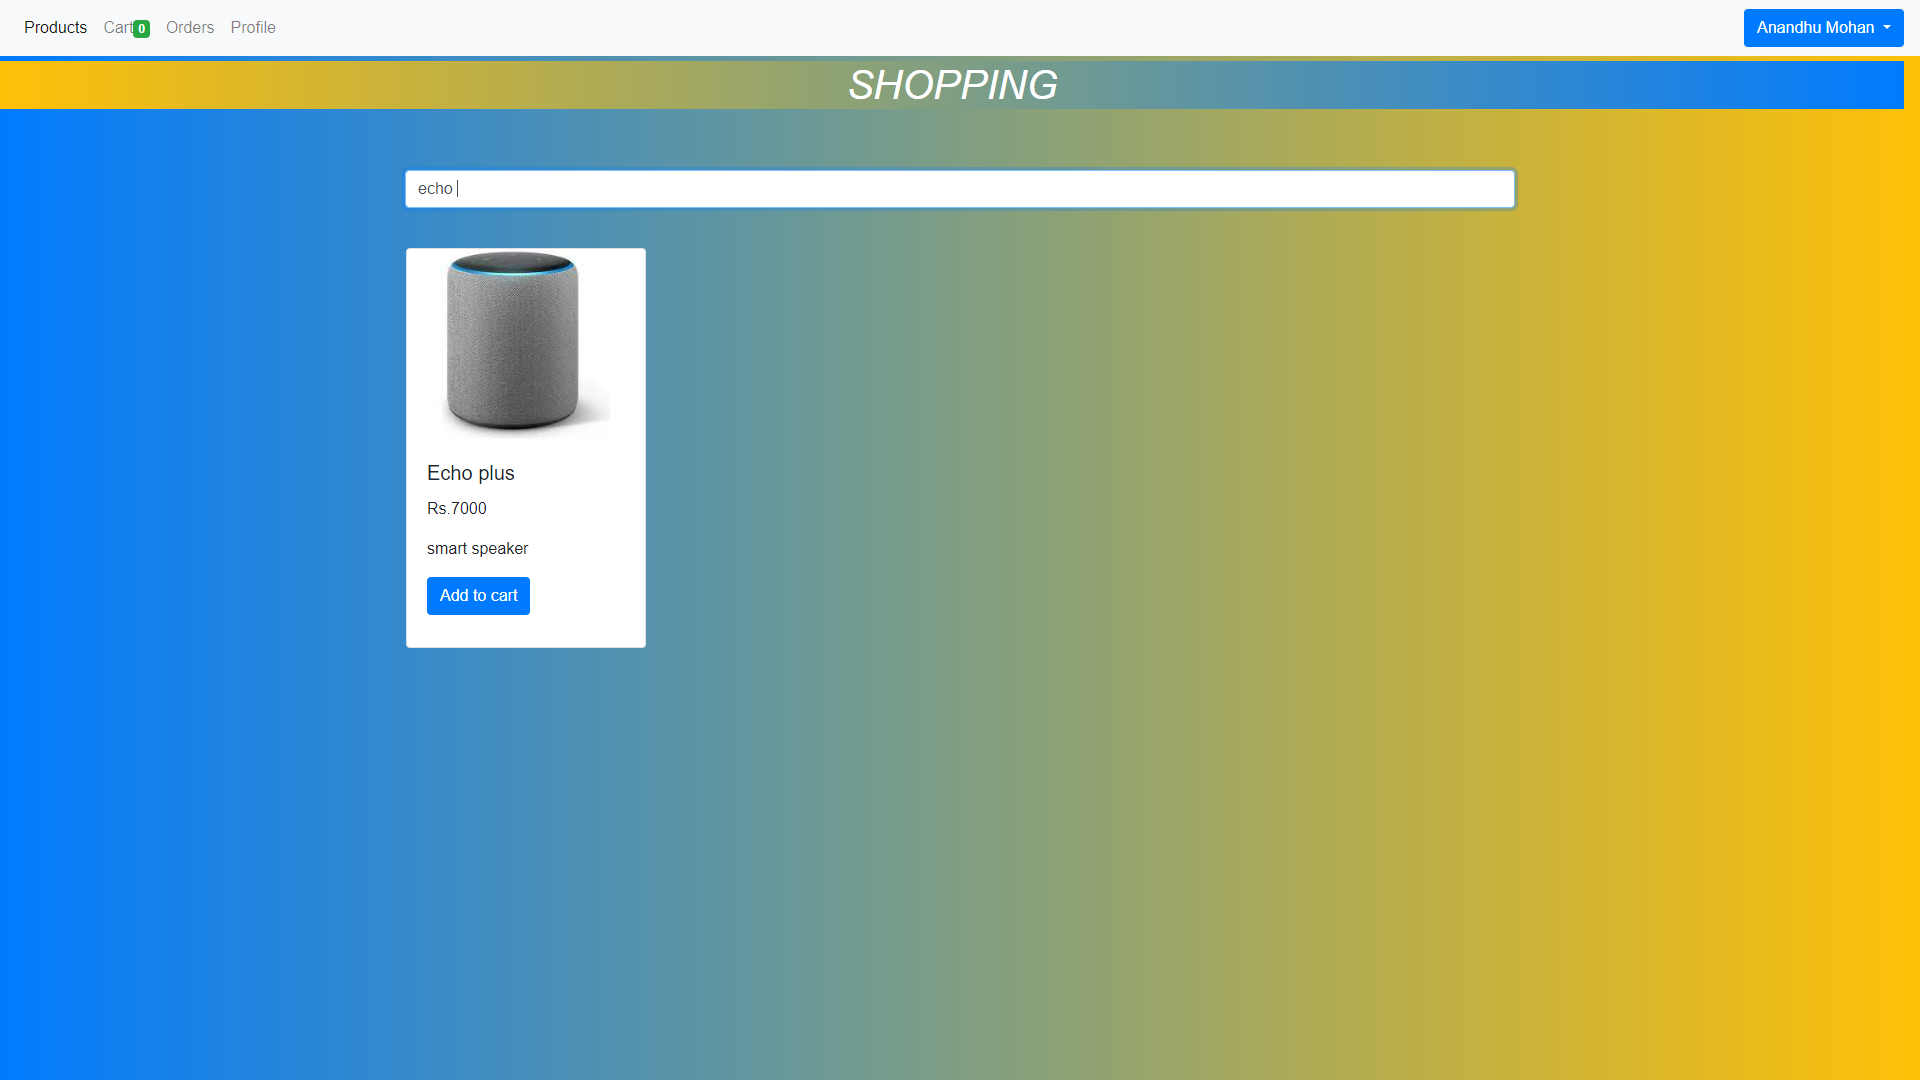 Products Cart 0 Orders Profile Anandhu Mohan
SHOPPING
echo
Echo plus
Rs.7000
smart speaker
Add to cart